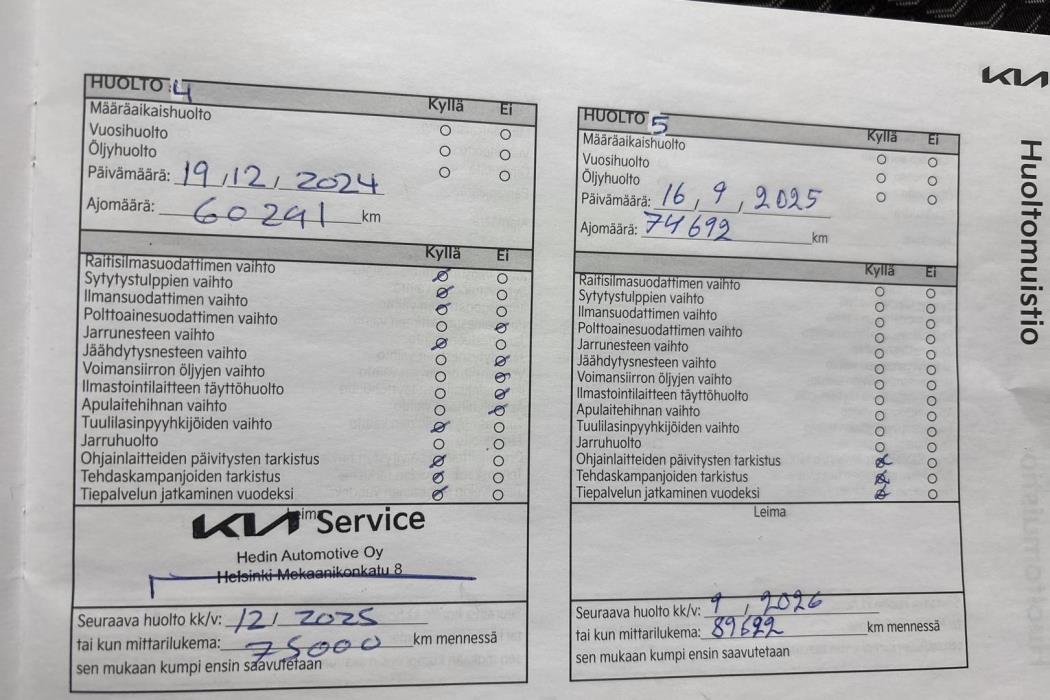 KIA
Huoltomuistio
HUOLTO :4
Kyllä Ei
Määräaikaishuolto
Vuosihuolto
Öljyhuolto
Päivämäärä: 19, 12, 2024
Ajomäärä: 60291 km
Kyllä Ei
Raitisilmasuodattimen vaihto
Sytytystulppien vaihto
Ilmansuodattimen vaihto
Polttoainesuodattimen vaihto
Jarrunesteen vaihto
Jäähdytysnesteen vaihto
Voimansiirron öljyjen vaihto
Ilmastointilaitteen täyttöhuolto
Apulaitehihnan vaihto
Tuulilasinpyyhkijöiden vaihto
Jarruhuolto
Ohjainlaitteiden päivitysten tarkistus
Tehdaskampanjoiden tarkistus
Tiepalvelun jatkaminen vuodeksi
Leima
KIA Service
Hedin Automotive Oy
Helsinki Mekaanikonkatu 8
Seuraava huolto kk/v: 12, 2025
tai kun mittarilukema: 75000 km mennessä
sen mukaan kumpi ensin saavutetaan
HUOLTO 5
Kyllä Ei
Määräaikaishuolto
Vuosihuolto
Öljyhuolto
Päivämäärä: 16, 9, 2025
Ajomäärä: 74692 km
Kyllä Ei
Raitisilmasuodattimen vaihto
Sytytystulppien vaihto
Ilmansuodattimen vaihto
Polttoainesuodattimen vaihto
Jarrunesteen vaihto
Jäähdytysnesteen vaihto
Voimansiirron öljyjen vaihto
Ilmastointilaitteen täyttöhuolto
Apulaitehihnan vaihto
Tuulilasinpyyhkijöiden vaihto
Jarruhuolto
Ohjainlaitteiden päivitysten tarkistus
Tehdaskampanjoiden tarkistus
Tiepalvelun jatkaminen vuodeksi
Leima
Seuraava huolto kk/v: 9, 2026
tai kun mittarilukema: 89692 km mennessä
sen mukaan kumpi ensin saavutetaan